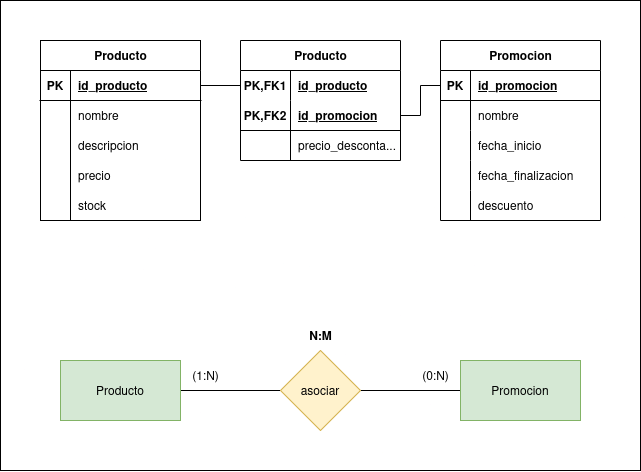 Producto
PK id_producto
nombre
descripcion
precio
stock
Producto
PK,FK1 id_producto
PK,FK2 id_promocion
precio_desconta...
Promocion
PK id_promocion
nombre
fecha_inicio
fecha_finalizacion
descuento
N:M
Producto (1:N) asociar (0:N) Promocion